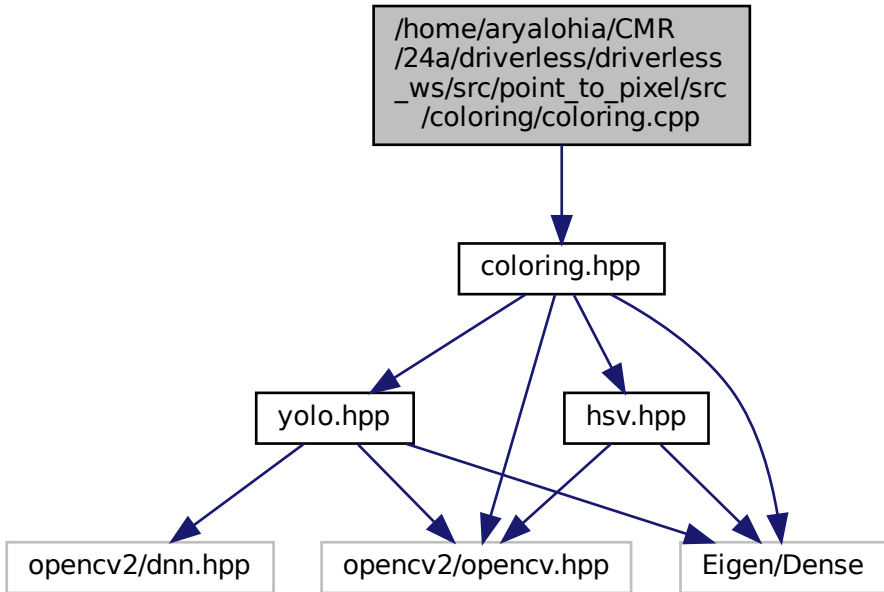 /home/aryalohia/CMR
/24a/driverless/driverless
_ws/src/point_to_pixel/src
/coloring/coloring.cpp
coloring.hpp
yolo.hpp
hsv.hpp
opencv2/dnn.hpp
opencv2/opencv.hpp
Eigen/Dense